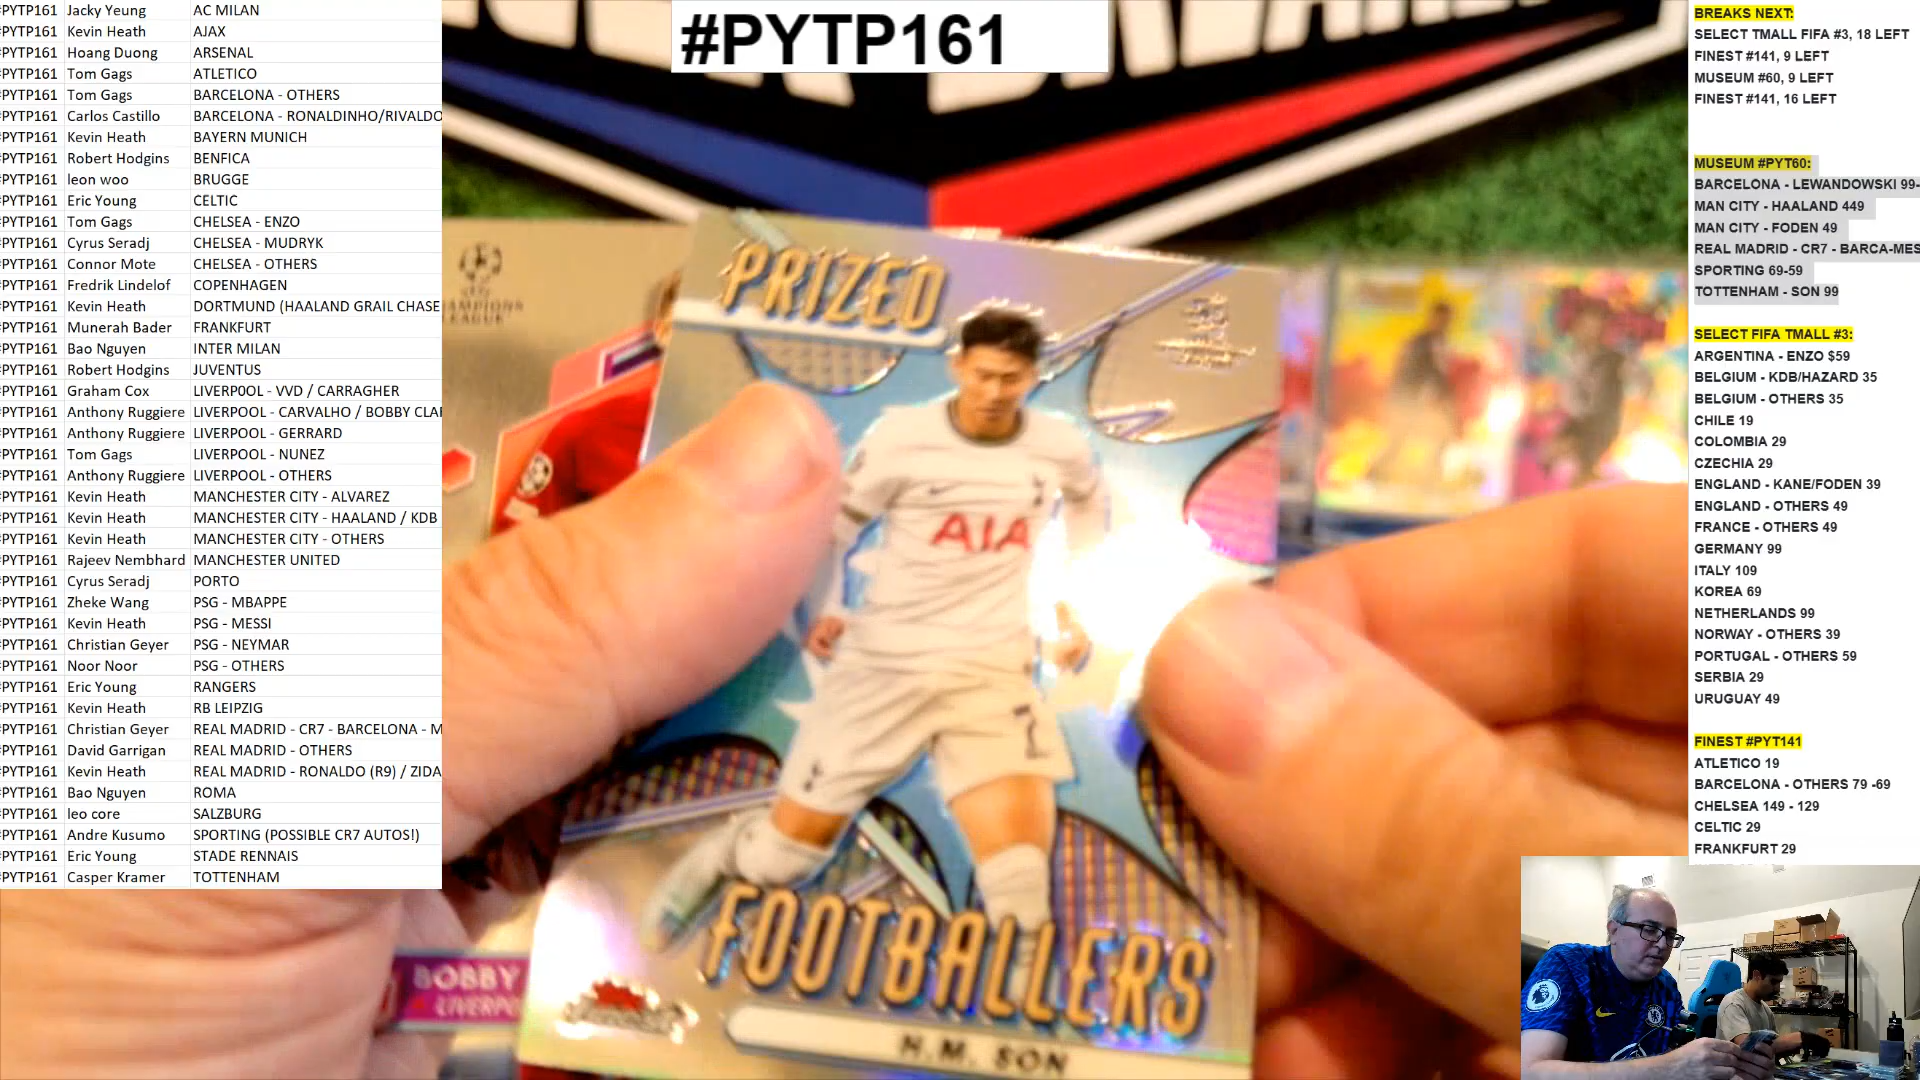 #PYTP161
#PYTP161 Jacky Yeung AC MILAN
#PYTP161 Kevin Heath AJAX
#PYTP161 Hoang Duong ARSENAL
#PYTP161 Tom Gags ATLETICO
#PYTP161 Tom Gags BARCELONA - OTHERS
#PYTP161 Carlos Castillo BARCELONA - RONALDINHO/RIVALDO
#PYTP161 Kevin Heath BAYERN MUNICH
#PYTP161 Robert Hodgins BENFICA
#PYTP161 leon woo BRUGGE
#PYTP161 Eric Young CELTIC
#PYTP161 Tom Gags CHELSEA - ENZO
#PYTP161 Cyrus Seradj CHELSEA - MUDRYK
#PYTP161 Connor Mote CHELSEA - OTHERS
#PYTP161 Fredrik Lindelof COPENHAGEN
#PYTP161 Kevin Heath DORTMUND (HAALAND GRAIL CHASE
#PYTP161 Munerah Bader FRANKFURT
#PYTP161 Bao Nguyen INTER MILAN
#PYTP161 Robert Hodgins JUVENTUS
#PYTP161 Graham Cox LIVERP0OL - VVD / CARRAGHER
#PYTP161 Anthony Ruggiere LIVERPOOL - CARVALHO / BOBBY CLA
#PYTP161 Anthony Ruggiere LIVERPOOL - GERRARD
#PYTP161 Tom Gags LIVERPOOL - NUNEZ
#PYTP161 Anthony Ruggiere LIVERPOOL - OTHERS
#PYTP161 Kevin Heath MANCHESTER CITY - ALVAREZ
#PYTP161 Kevin Heath MANCHESTER CITY - HAALAND / KDB
#PYTP161 Kevin Heath MANCHESTER CITY - OTHERS
#PYTP161 Rajeev Nembhard MANCHESTER UNITED
#PYTP161 Cyrus Seradj PORTO
#PYTP161 Zheke Wang PSG - MBAPPE
#PYTP161 Kevin Heath PSG - MESSI
#PYTP161 Christian Geyer PSG - NEYMAR
#PYTP161 Noor Noor PSG - OTHERS
#PYTP161 Eric Young RANGERS
#PYTP161 Kevin Heath RB LEIPZIG
#PYTP161 Christian Geyer REAL MADRID - CR7 - BARCELONA - M
#PYTP161 David Garrigan REAL MADRID - OTHERS
#PYTP161 Kevin Heath REAL MADRID - RONALDO (R9) / ZIDA
#PYTP161 Bao Nguyen ROMA
#PYTP161 leo core SALZBURG
#PYTP161 Andre Kusumo SPORTING (POSSIBLE CR7 AUTOS!)
#PYTP161 Eric Young STADE RENNAIS
#PYTP161 Casper Kramer TOTTENHAM
CHAMPIONS
LEAGUE
PRIZED
AIA
7
FOOTBALLERS
H.M. SON
BOBBY
LIVERPO
BREAKS NEXT:
SELECT TMALL FIFA #3, 18 LEFT
FINEST #141, 9 LEFT
MUSEUM #60, 9 LEFT
FINEST #141, 16 LEFT
MUSEUM #PYT60:
BARCELONA - LEWANDOWSKI 99-
MAN CITY - HAALAND 449
MAN CITY - FODEN 49
REAL MADRID - CR7 - BARCA-MES
SPORTING 69-59
TOTTENHAM - SON 99
SELECT FIFA TMALL #3:
ARGENTINA - ENZO $59
BELGIUM - KDB/HAZARD 35
BELGIUM - OTHERS 35
CHILE 19
COLOMBIA 29
CZECHIA 29
ENGLAND - KANE/FODEN 39
ENGLAND - OTHERS 49
FRANCE - OTHERS 49
GERMANY 99
ITALY 109
KOREA 69
NETHERLANDS 99
NORWAY - OTHERS 39
PORTUGAL - OTHERS 59
SERBIA 29
URUGUAY 49
FINEST #PYT141
ATLETICO 19
BARCELONA - OTHERS 79 -69
CHELSEA 149 - 129
CELTIC 29
FRANKFURT 29